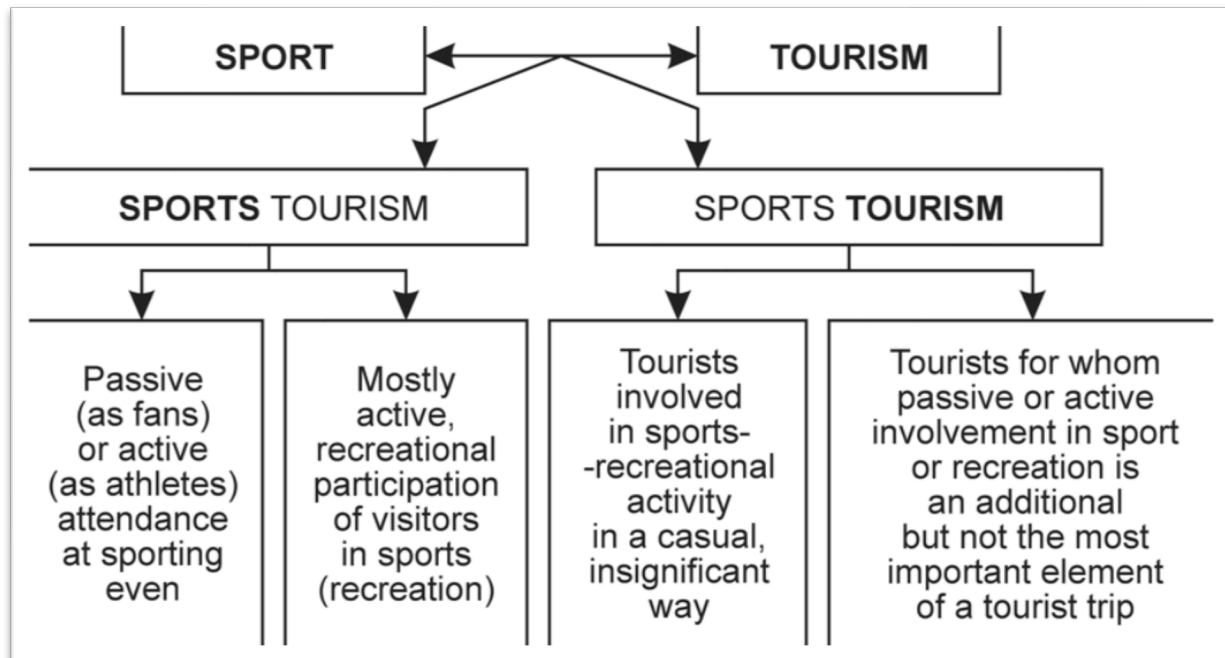 SPORT
TOURISM
SPORTS TOURISM
SPORTS TOURISM
Passive
(as fans)
or active
(as athletes)
attendance
at sporting
even
Mostly
active,
recreational
participation
of visitors
in sports
(recreation)
Tourists
involved
in sports-
-recreational
activity
in a casual,
insignificant
way
Tourists for whom
passive or active
involvement in sport
or recreation is
an additional
but not the most
important element
of a tourist trip